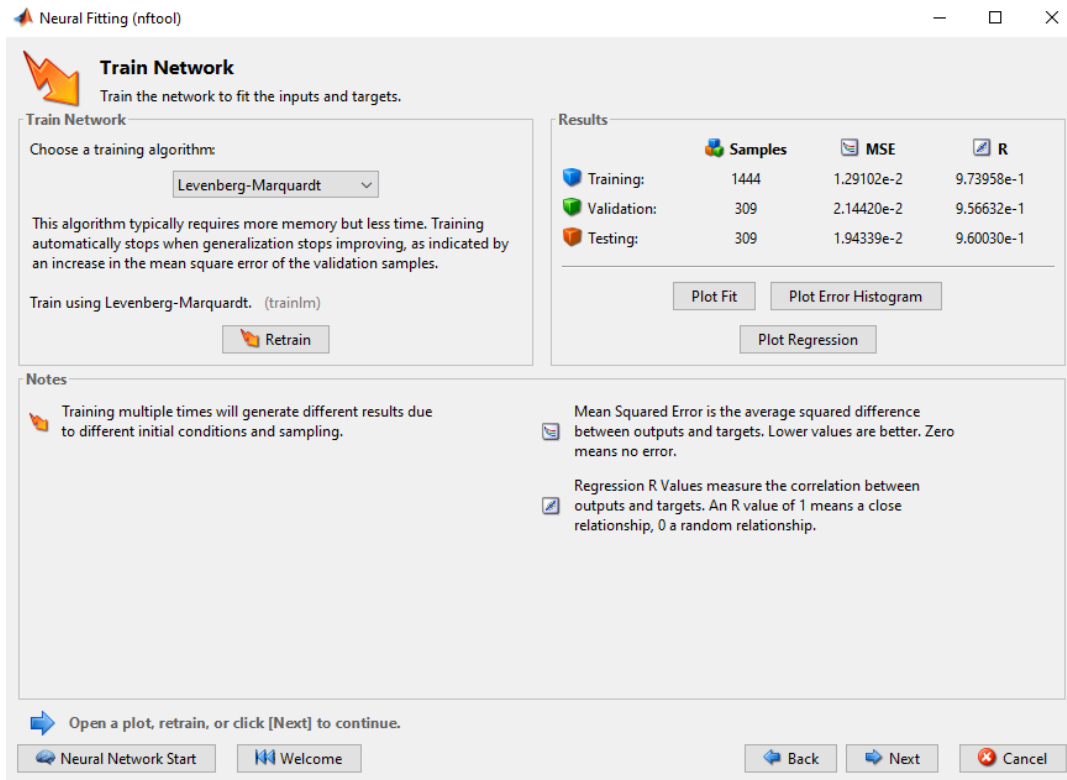 Neural Fitting (nftool)
Train Network
Train the network to fit the inputs and targets.
Train Network
Choose a training algorithm:
Levenberg-Marquardt
This algorithm typically requires more memory but less time. Training
automatically stops when generalization stops improving, as indicated by
an increase in the mean square error of the validation samples.
Train using Levenberg-Marquardt. (trainlm)
Retrain
Results
Samples MSE R
Training: 1444 1.29102e-2 9.73958e-1
Validation: 309 2.14420e-2 9.56632e-1
Testing: 309 1.94339e-2 9.60030e-1
Plot Fit Plot Error Histogram
Plot Regression
Notes
Training multiple times will generate different results due
to different initial conditions and sampling.
Mean Squared Error is the average squared difference
between outputs and targets. Lower values are better. Zero
means no error.
Regression R Values measure the correlation between
outputs and targets. An R value of 1 means a close
relationship, 0 a random relationship.
Open a plot, retrain, or click [Next] to continue.
Neural Network Start Welcome Back Next Cancel